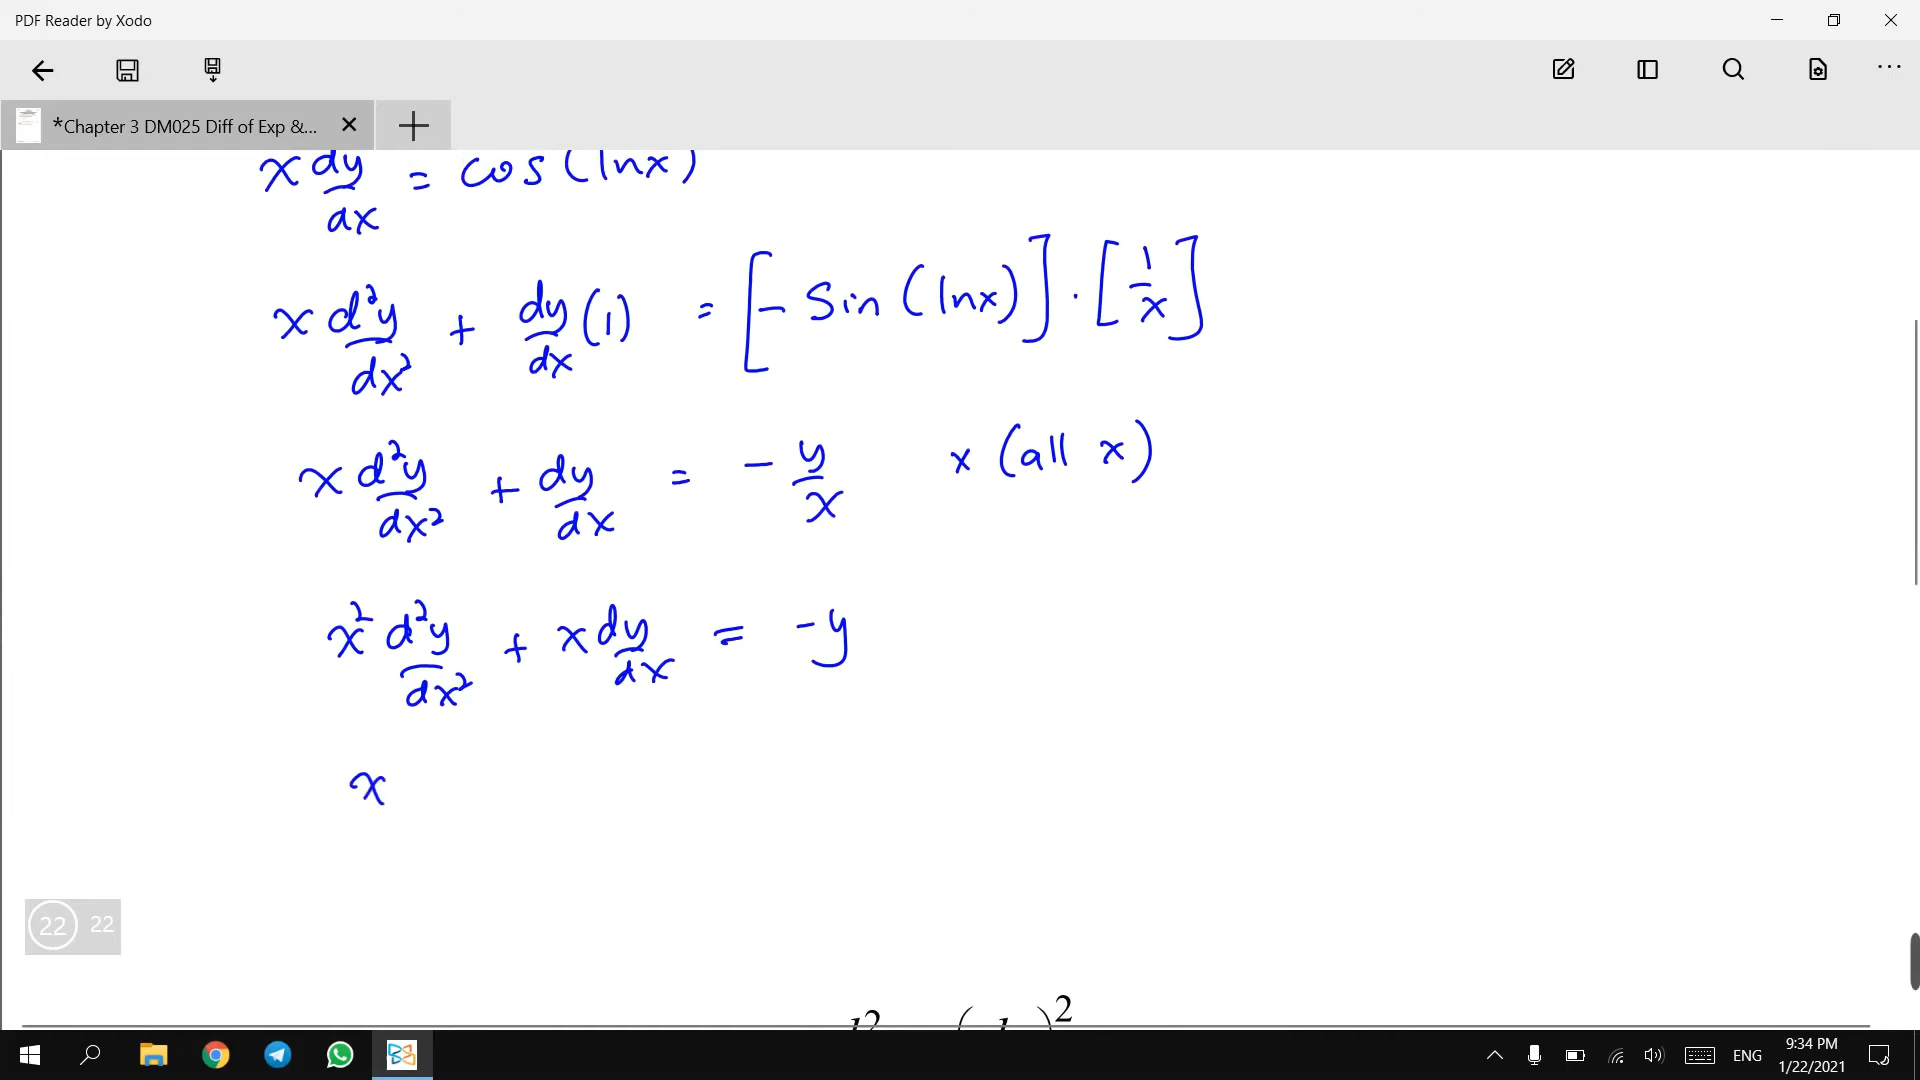 PDF Reader by Xodo
*Chapter 3 DM025 Diff of Exp &...
x dy/dx = cos(lnx)
x d²y/dx² + dy/dx (1) = [- Sin (lnx)] · [1/x]
x d²y/dx² + dy/dx = - y/x   x (all x)
x² d²y/dx² + x dy/dx = -y
x
22 22
2
ENG
9:34 PM
1/22/2021